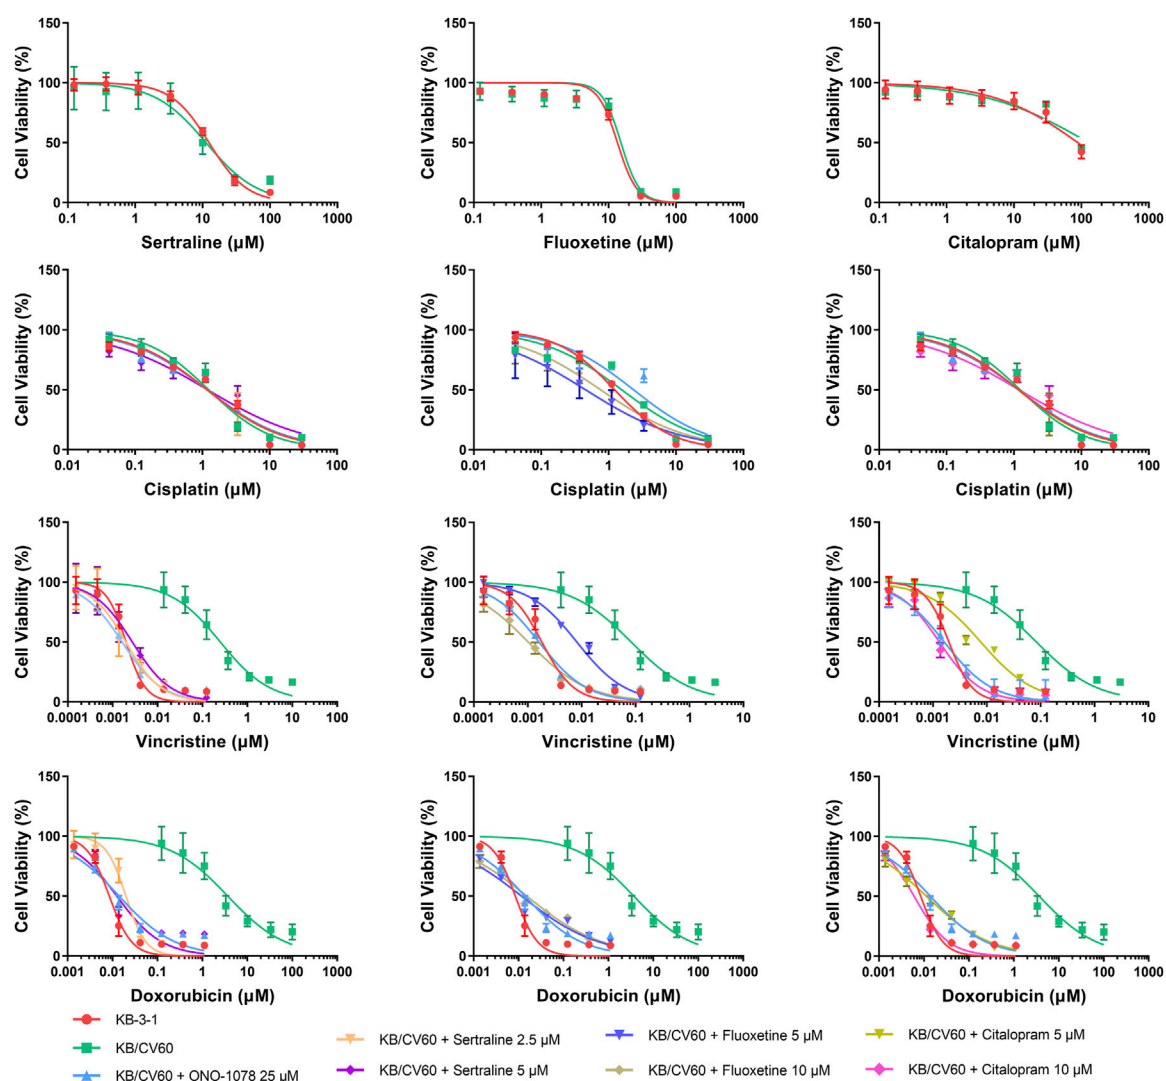 150
100
50
0
Cell Viability (%)
0.1 1 10 100 1000
Sertraline (µM)
150
100
50
0
Cell Viability (%)
0.1 1 10 100 1000
Fluoxetine (µM)
150
100
50
0
Cell Viability (%)
0.1 1 10 100 1000
Citalopram (µM)
150
100
50
0
Cell Viability (%)
0.01 0.1 1 10 100
Cisplatin (µM)
150
100
50
0
Cell Viability (%)
0.01 0.1 1 10 100
Cisplatin (µM)
150
100
50
0
Cell Viability (%)
0.01 0.1 1 10 100
Cisplatin (µM)
150
100
50
0
Cell Viability (%)
0.0001 0.001 0.01 0.1 1 10 100
Vincristine (µM)
150
100
50
0
Cell Viability (%)
0.0001 0.001 0.01 0.1 1 10
Vincristine (µM)
150
100
50
0
Cell Viability (%)
0.0001 0.001 0.01 0.1 1 10
Vincristine (µM)
150
100
50
0
Cell Viability (%)
0.001 0.01 0.1 1 10 100 1000
Doxorubicin (µM)
150
100
50
0
Cell Viability (%)
0.001 0.01 0.1 1 10 100 1000
Doxorubicin (µM)
150
100
50
0
Cell Viability (%)
0.001 0.01 0.1 1 10 100 1000
Doxorubicin (µM)
KB-3-1
KB/CV60
KB/CV60 + ONO-1078 25 µM
KB/CV60 + Sertraline 2.5 µM
KB/CV60 + Sertraline 5 µM
KB/CV60 + Fluoxetine 5 µM
KB/CV60 + Fluoxetine 10 µM
KB/CV60 + Citalopram 5 µM
KB/CV60 + Citalopram 10 µM